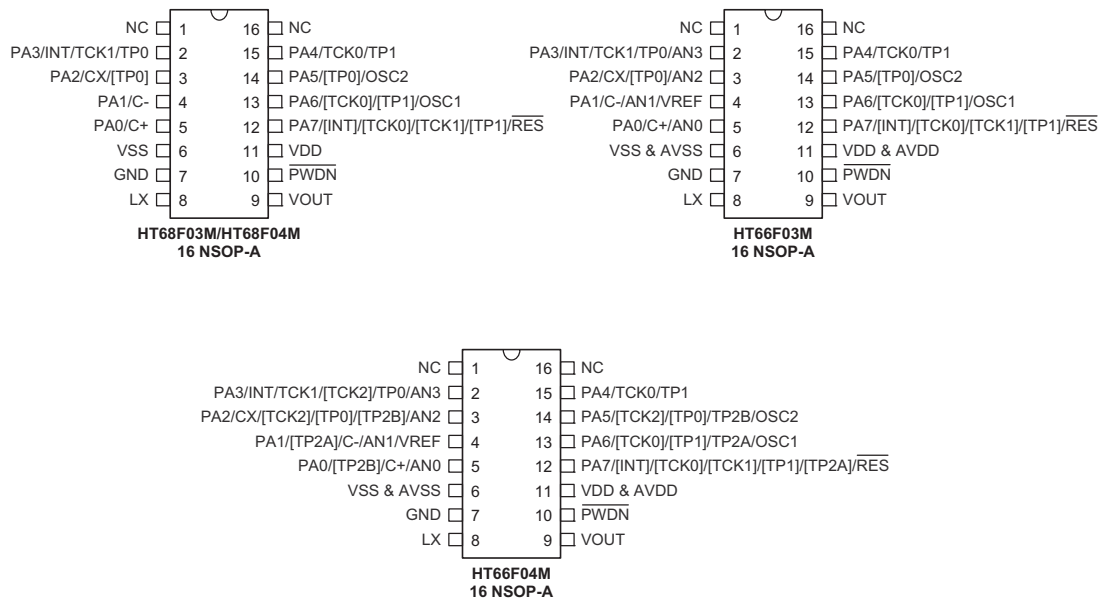 NC 1 16 NC
PA3/INT/TCK1/TP0 2 15 PA4/TCK0/TP1
PA2/CX/[TP0] 3 14 PA5/[TP0]/OSC2
PA1/C- 4 13 PA6/[TCK0]/[TP1]/OSC1
PA0/C+ 5 12 PA7/[INT]/[TCK0]/[TCK1]/[TP1]/RES
VSS 6 11 VDD
GND 7 10 PWDN
LX 8 9 VOUT
HT68F03M/HT68F04M
16 NSOP-A
NC 1 16 NC
PA3/INT/TCK1/TP0/AN3 2 15 PA4/TCK0/TP1
PA2/CX/[TP0]/AN2 3 14 PA5/[TP0]/OSC2
PA1/C-/AN1/VREF 4 13 PA6/[TCK0]/[TP1]/OSC1
PA0/C+/AN0 5 12 PA7/[INT]/[TCK0]/[TCK1]/[TP1]/RES
VSS & AVSS 6 11 VDD & AVDD
GND 7 10 PWDN
LX 8 9 VOUT
HT66F03M
16 NSOP-A
NC 1 16 NC
PA3/INT/TCK1/[TCK2]/TP0/AN3 2 15 PA4/TCK0/TP1
PA2/CX/[TCK2]/[TP0]/[TP2B]/AN2 3 14 PA5/[TCK2]/[TP0]/TP2B/OSC2
PA1/[TP2A]/C-/AN1/VREF 4 13 PA6/[TCK0]/[TP1]/TP2A/OSC1
PA0/[TP2B]/C+/AN0 5 12 PA7/[INT]/[TCK0]/[TCK1]/[TP1]/[TP2A]/RES
VSS & AVSS 6 11 VDD & AVDD
GND 7 10 PWDN
LX 8 9 VOUT
HT66F04M
16 NSOP-A